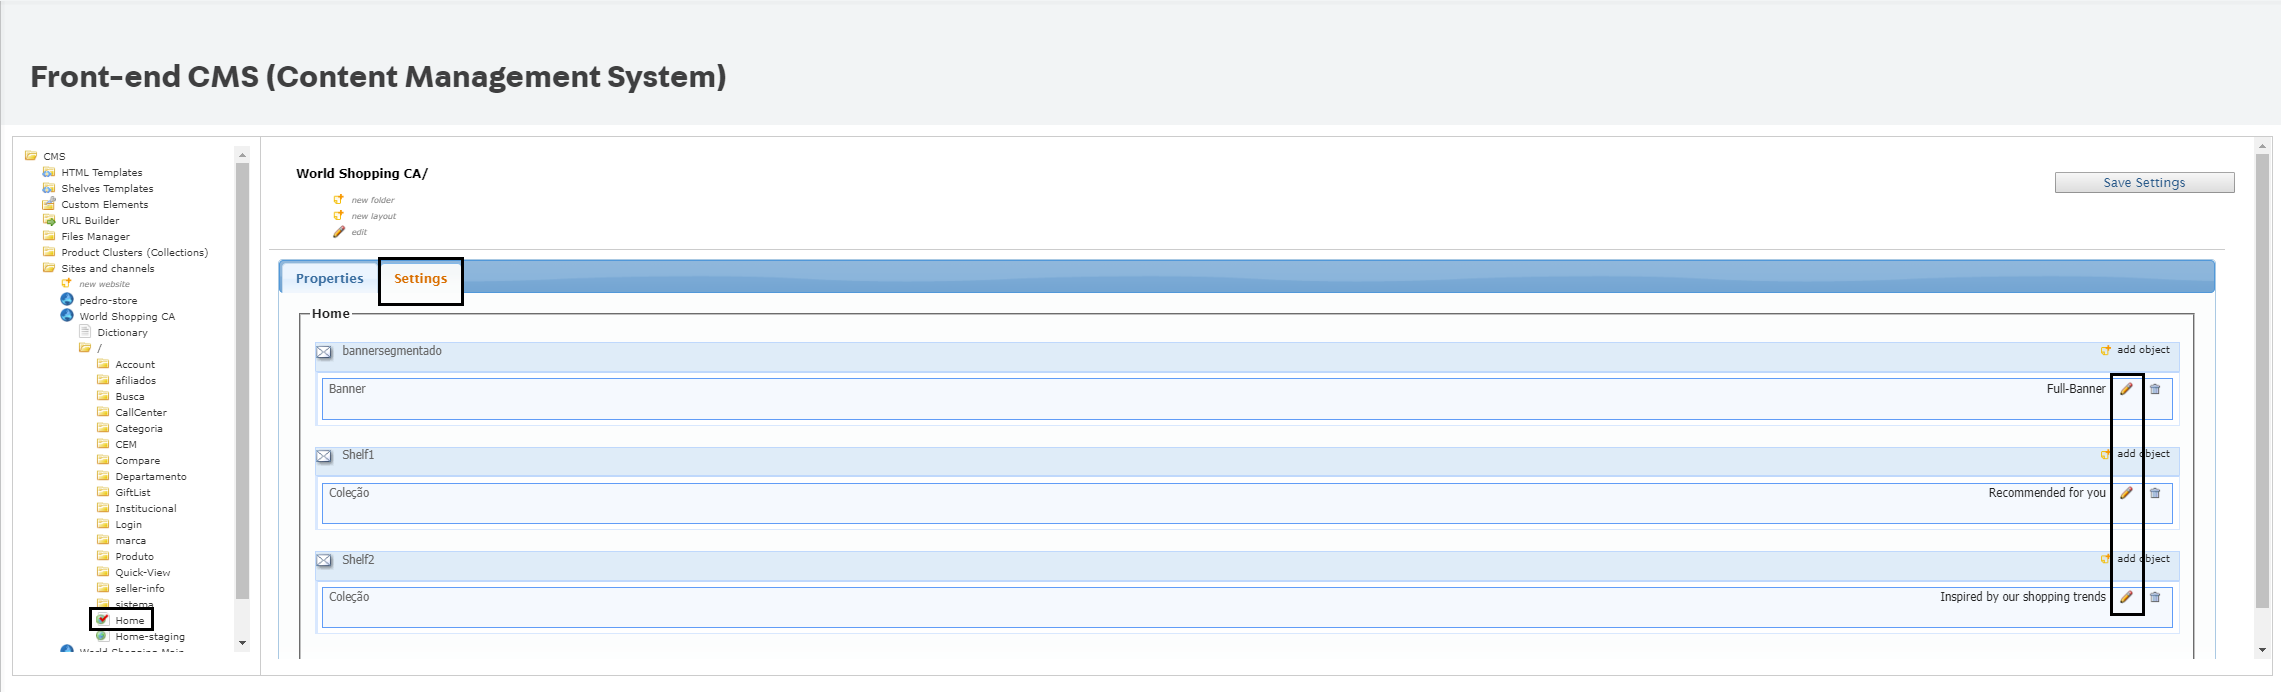 Front-end CMS (Content Management System)
CMS
HTML Templates
Shelves Templates
Custom Elements
URL Builder
Files Manager
Product Clusters (Collections)
Sites and channels
new website
pedro-store
World Shopping CA
Dictionary
/
Account
afiliados
Busca
CallCenter
Categoria
CEM
Compare
Departamento
GiftList
Institucional
Login
marca
Produto
Quick-View
seller-info
sistema
Home
Home-staging
World Shopping Main
World Shopping CA/
new folder
new layout
edit
Save Settings
Properties Settings
Home
bannersegmentado add object
Banner Full-Banner
Shelf1 add object
Coleção Recommended for you
Shelf2 add object
Coleção Inspired by our shopping trends